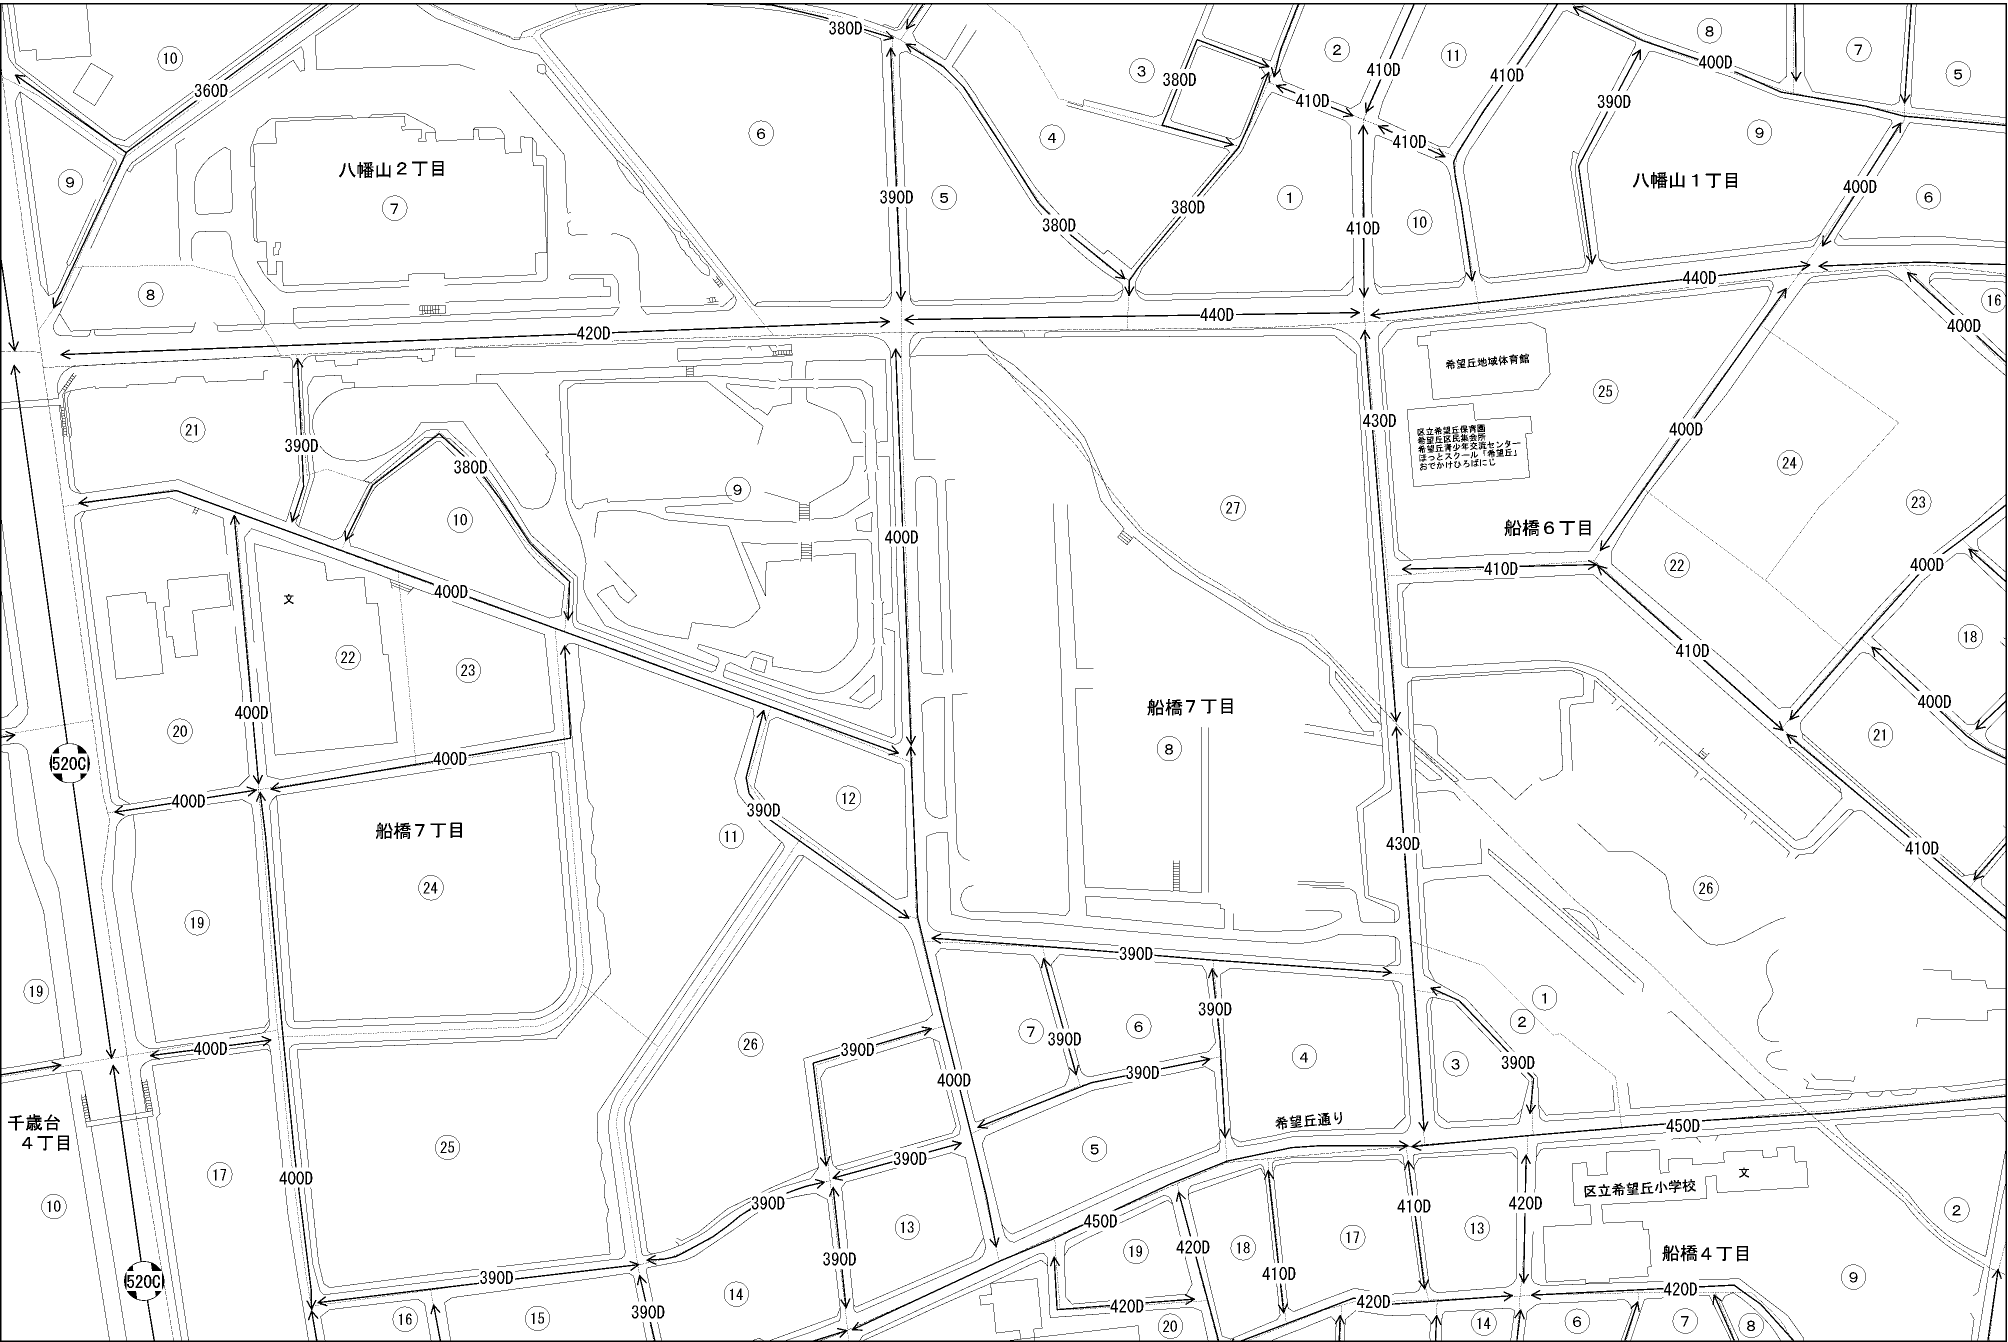 380D
8
2
11
7
10
3
410D
400D
5
360D
380D
410D
410D
390D
6
4
9
410D
八幡山２丁目
八幡山１丁目
9
400D
7
390D
5
380D
1
10
6
380D
410D
8
440D
16
440D
420D
400D
希望丘地域体育館
25
430D
21
区立希望丘保育園
希望丘区民集会所
希望丘青少年交流センター
ほっとスクール「希望丘」
おでかけひろばにじ
400D
390D
380D
24
9
27
23
10
船橋６丁目
400D
410D
22
400D
400D
文
18
22
23
410D
400D
船橋７丁目
400D
20
21
8
400D
520C
400D
12
390D
船橋７丁目
11
430D
410D
24
26
19
390D
19
1
390D
2
7
6
26
400D
390D
390D
4
390D
3
390D
400D
390D
千歳台
４丁目
希望丘通り
450D
25
5
390D
17
400D
文
区立希望丘小学校
390D
420D
10
410D
2
450D
13
13
17
18
420D
19
船橋４丁目
390D
410D
9
520C
390D
420D
14
420D
420D
390D
16
15
20
14
6
7
8